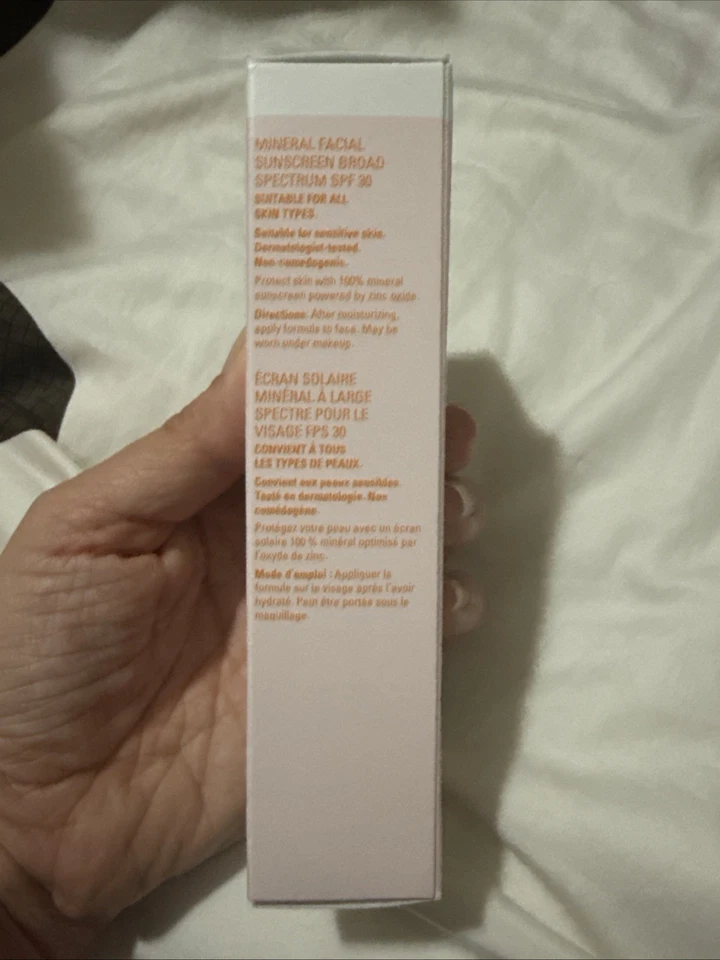 MINERAL FACIAL
SUNSCREEN BROAD
SPECTRUM SPF 30
SUITABLE FOR ALL
SKIN TYPES.
Suitable for sensitive skin.
Dermatologist-tested.
Non-comedogenic.
Protect skin with 100% mineral
sunscreen powered by zinc oxide.
Directions: After moisturizing,
apply formula to face. May be
worn under makeup.
ÉCRAN SOLAIRE
MINÉRAL À LARGE
SPECTRE POUR LE
VISAGE FPS 30
CONVIENT À TOUS
LES TYPES DE PEAUX.
Convient aux peaux sensibles.
Testé en dermatologie. Non
comédogène.
Protégez votre peau avec un écran
solaire 100 % minéral optimisé par
l'oxyde de zinc.
Mode d'emploi : Appliquer la
formule sur le visage après l'avoir
hydraté. Peut être portée sous le
maquillage.